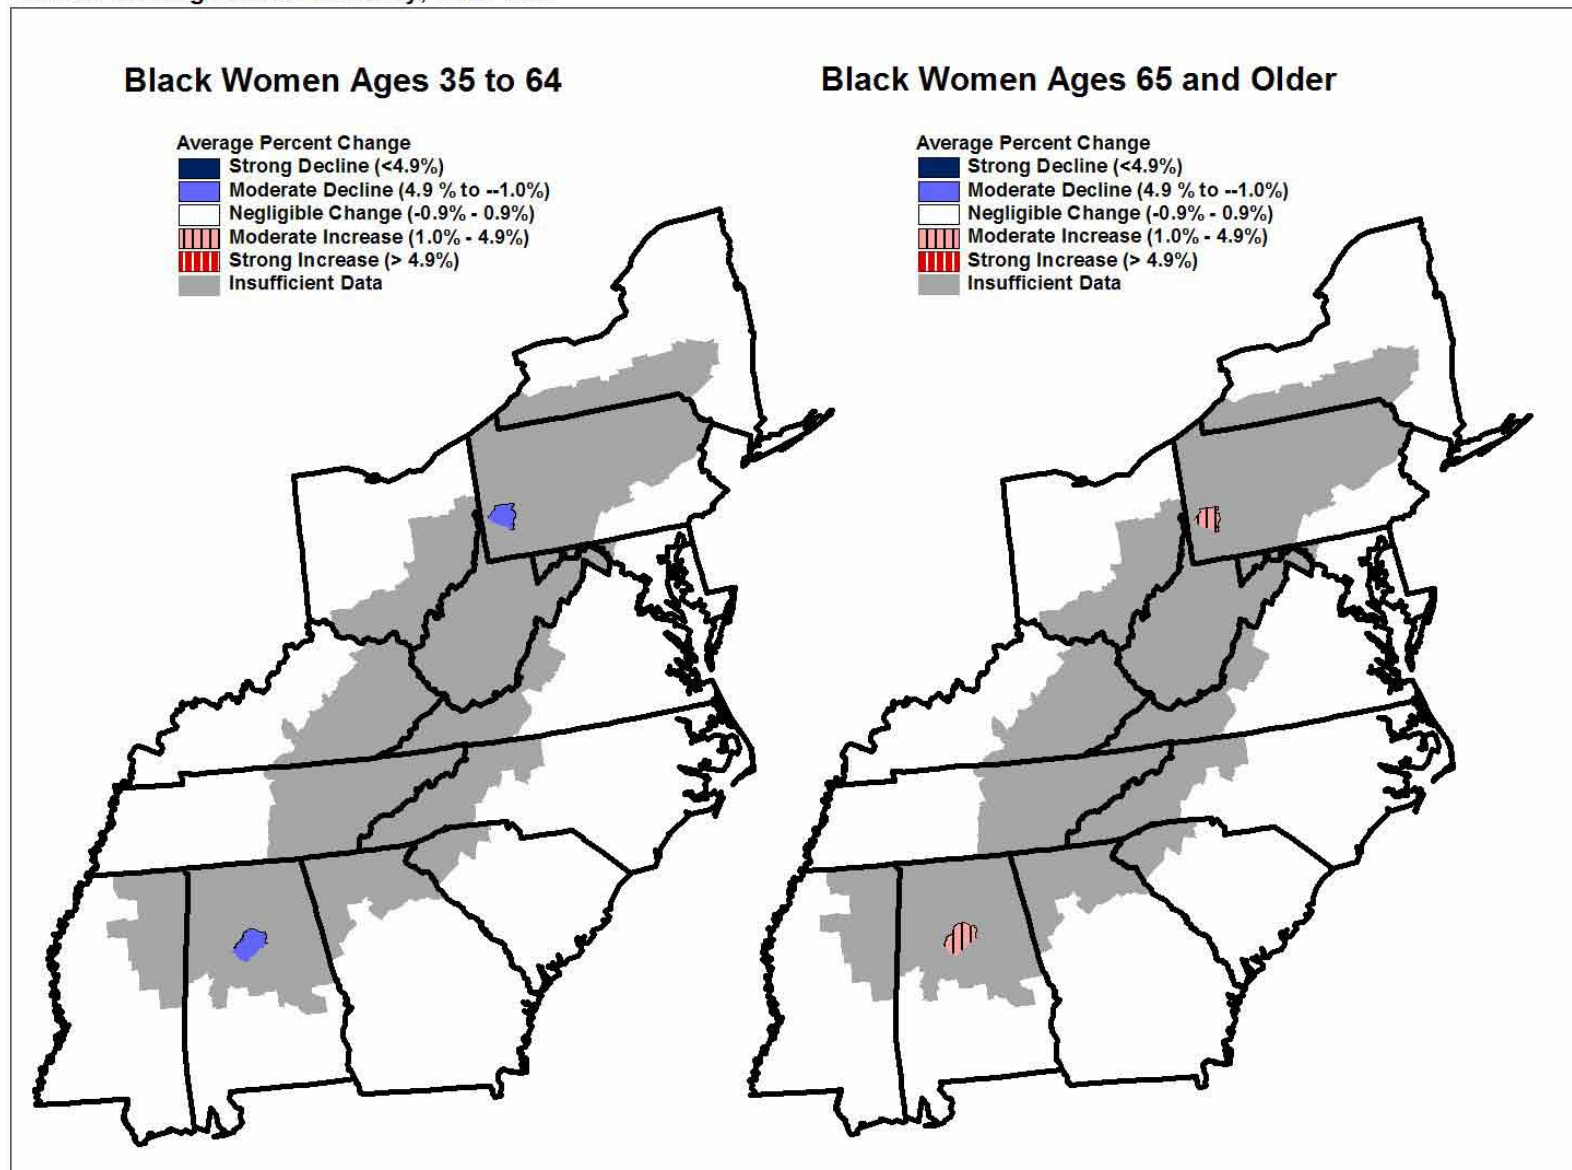 Black Women Ages 35 to 64
Average Percent Change
Strong Decline (<4.9%)
Moderate Decline (4.9 % to --1.0%)
Negligible Change (-0.9% - 0.9%)
Moderate Increase (1.0% - 4.9%)
Strong Increase (> 4.9%)
Insufficient Data
Black Women Ages 65 and Older
Average Percent Change
Strong Decline (<4.9%)
Moderate Decline (4.9 % to --1.0%)
Negligible Change (-0.9% - 0.9%)
Moderate Increase (1.0% - 4.9%)
Strong Increase (> 4.9%)
Insufficient Data